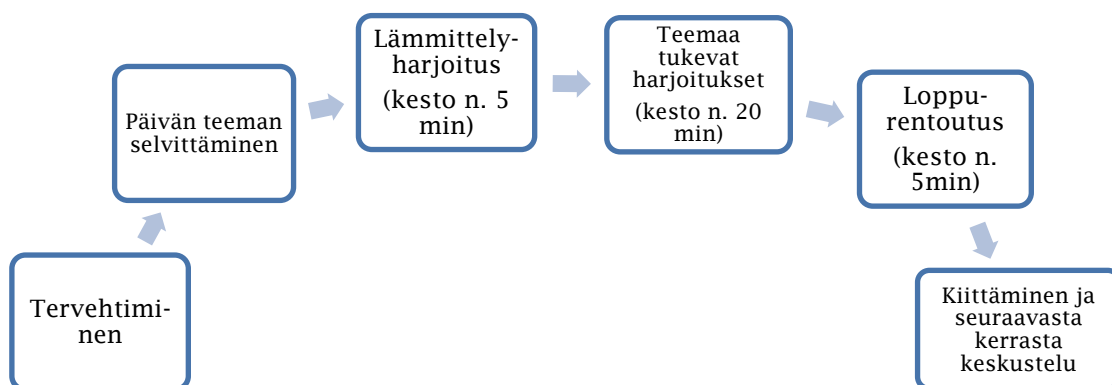 Tervehtimi-
nen
Päivän teeman
selvittäminen
Lämmittely-
harjoitus
(kesto n. 5
min)
Teemaa
tukevat
harjoitukset
(kesto n. 20
min)
Loppu-
rentoutus
(kesto n.
5min)
Kiittäminen ja
seuraavasta
kerrasta
keskustelu